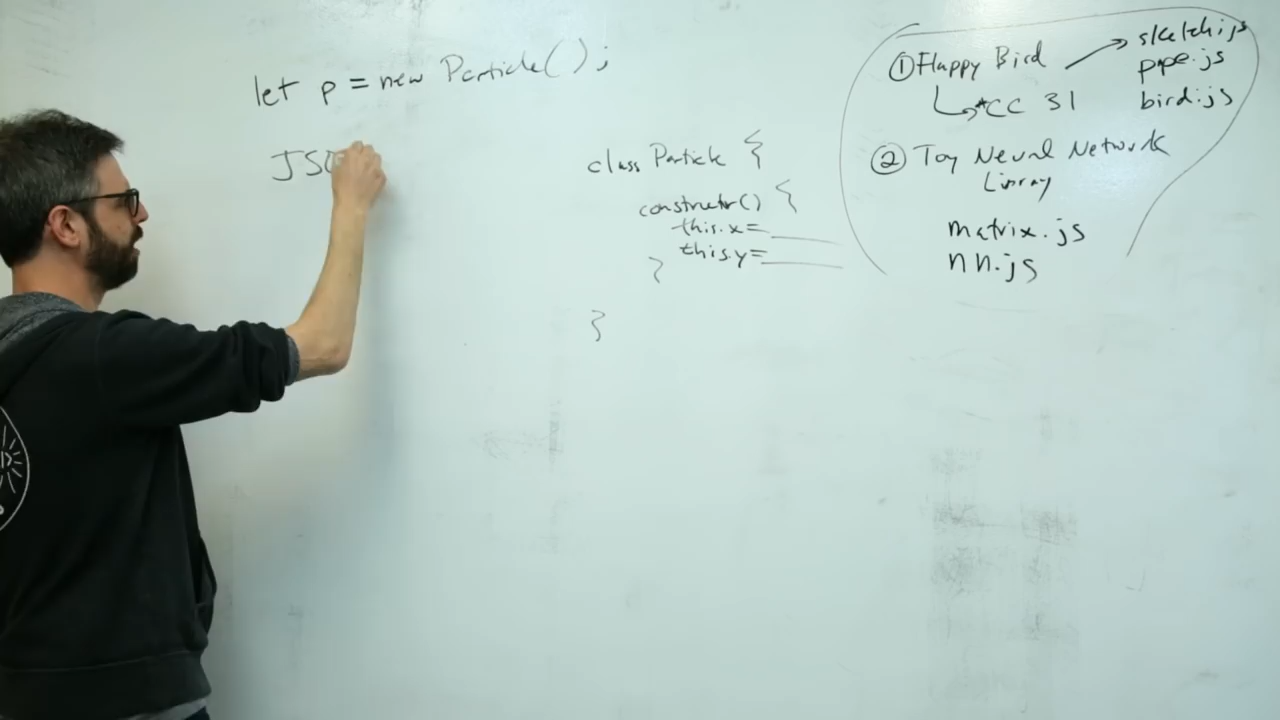 let p = new Particle();
JSO
class Particle {
constructor() {
this.x=
this.y=
}
}
① Flappy Bird → sketch.js
pipe.js
↳ CC 31 bird.js
② Toy Neural Network
Library
matrix.js
nn.js